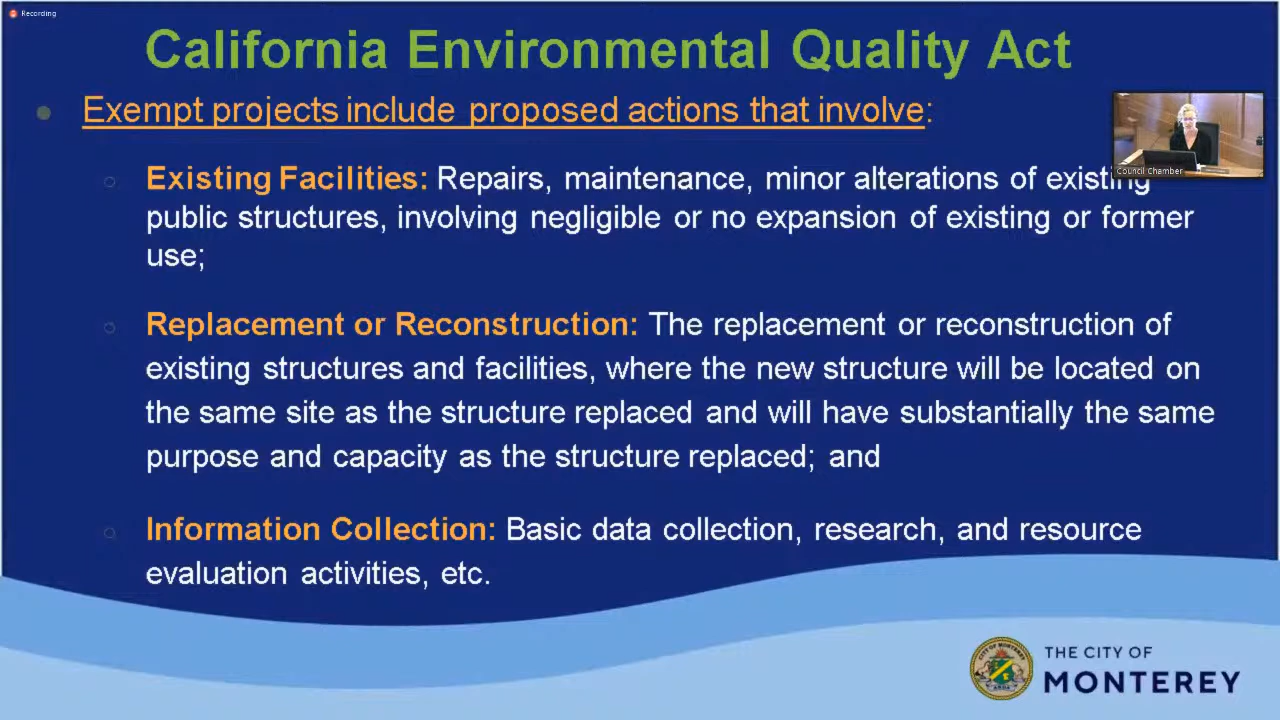 Recording
California Environmental Quality Act
Exempt projects include proposed actions that involve:
Existing Facilities: Repairs, maintenance, minor alterations of existing
public structures, involving negligible or no expansion of existing or former
use;
Council Chamber
Replacement or Reconstruction: The replacement or reconstruction of
existing structures and facilities, where the new structure will be located on
the same site as the structure replaced and will have substantially the same
purpose and capacity as the structure replaced; and
Information Collection: Basic data collection, research, and resource
evaluation activities, etc.
THE CITY OF
MONTEREY